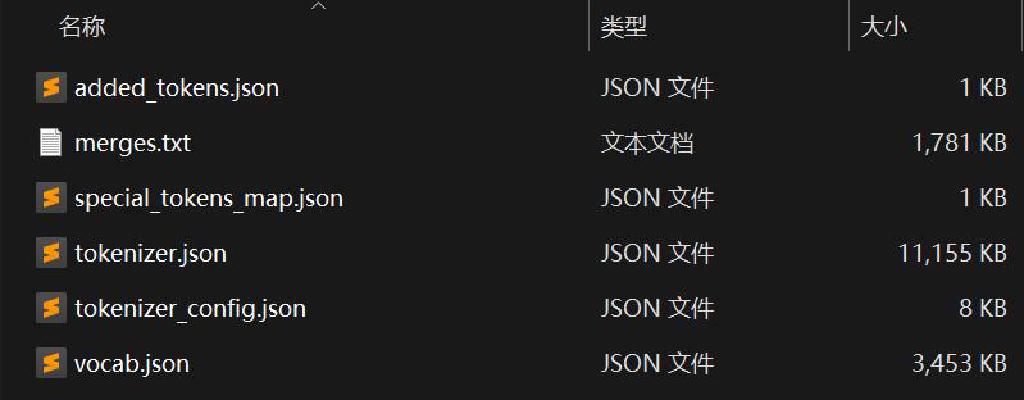 名称 类型 大小
added_tokens.json JSON 文件 1 KB
merges.txt 文本文档 1,781 KB
special_tokens_map.json JSON 文件 1 KB
tokenizer.json JSON 文件 11,155 KB
tokenizer_config.json JSON 文件 8 KB
vocab.json JSON 文件 3,453 KB